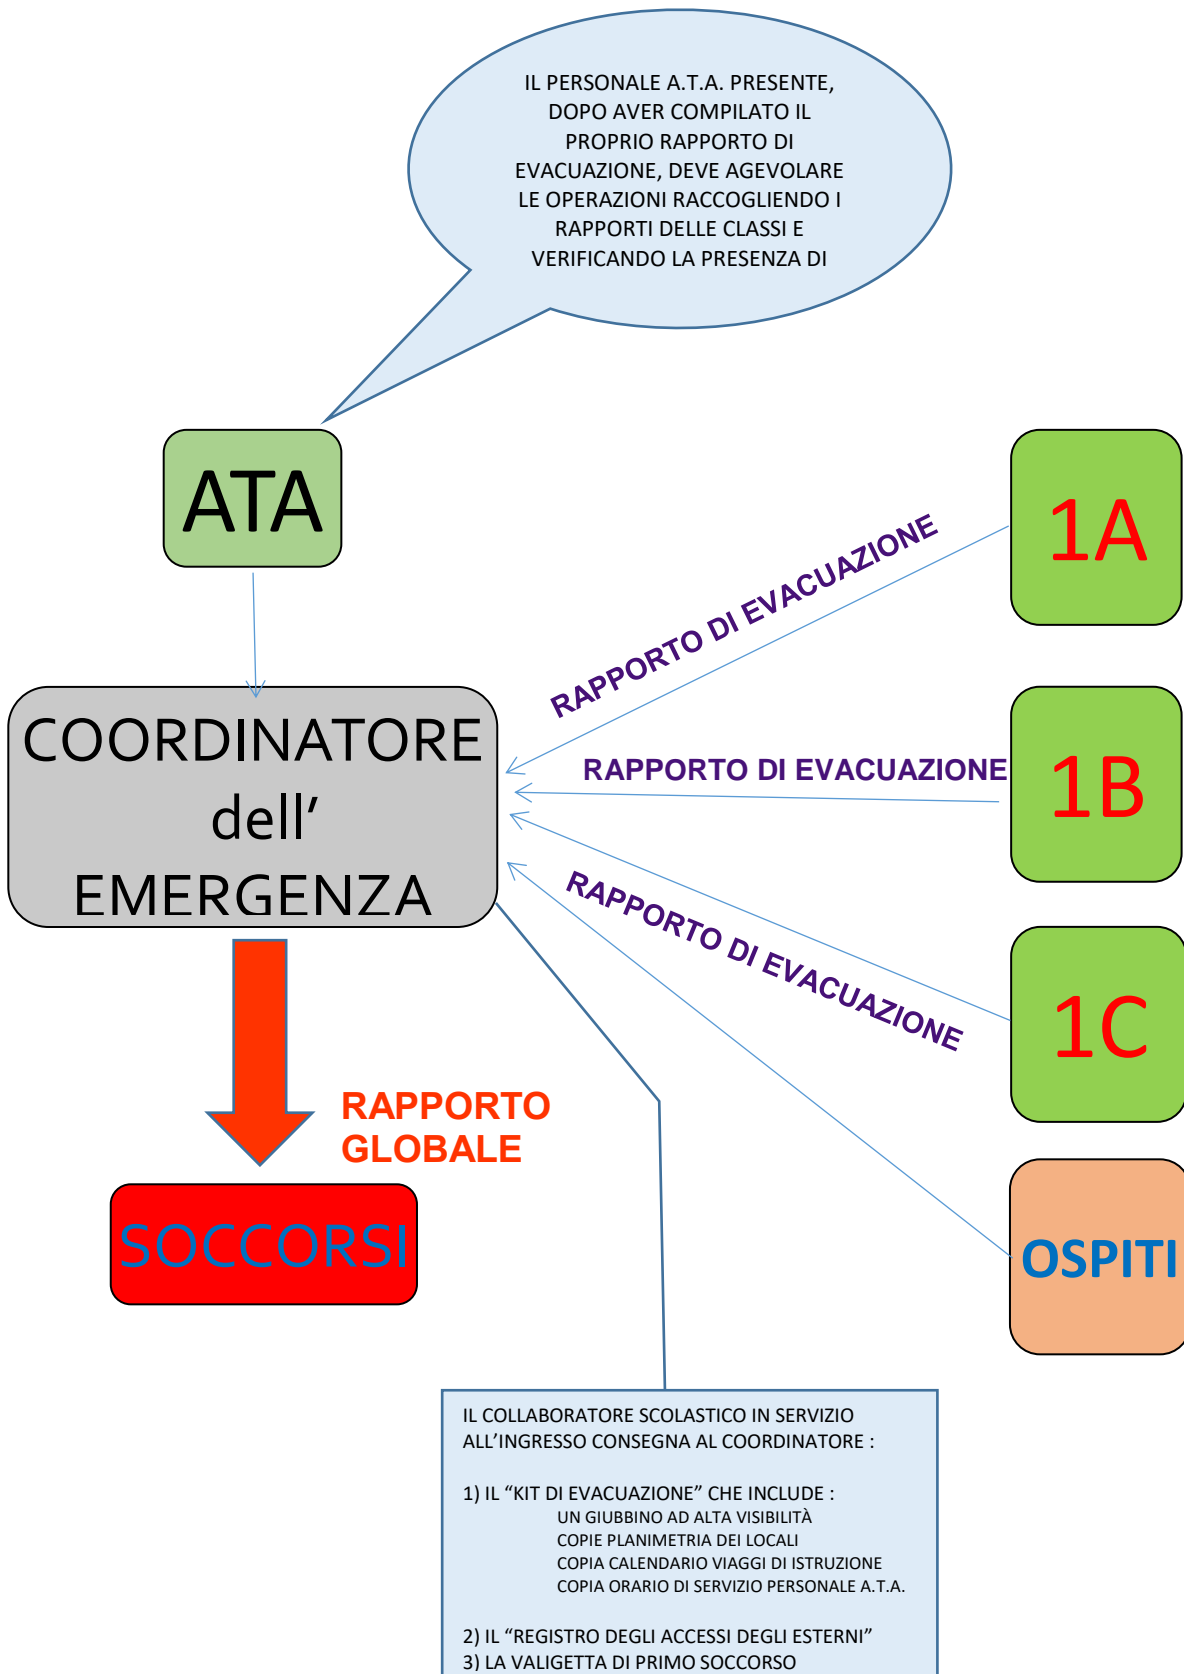 IL PERSONALE A.T.A. PRESENTE,
DOPO AVER COMPILATO IL
PROPRIO RAPPORTO DI
EVACUAZIONE, DEVE AGEVOLARE
LE OPERAZIONI RACCOGLIENDO I
RAPPORTI DELLE CLASSI E
VERIFICANDO LA PRESENZA DI
ATA
1A
RAPPORTO DI EVACUAZIONE
COORDINATORE
dell’
EMERGENZA
RAPPORTO DI EVACUAZIONE
1B
RAPPORTO DI EVACUAZIONE
1C
RAPPORTO
GLOBALE
SOCCORSI
OSPITI
IL COLLABORATORE SCOLASTICO IN SERVIZIO
ALL’INGRESSO CONSEGNA AL COORDINATORE :
1) IL “KIT DI EVACUAZIONE” CHE INCLUDE :
UN GIUBBINO AD ALTA VISIBILITÀ
COPIE PLANIMETRIA DEI LOCALI
COPIA CALENDARIO VIAGGI DI ISTRUZIONE
COPIA ORARIO DI SERVIZIO PERSONALE A.T.A.
2) IL “REGISTRO DEGLI ACCESSI DEGLI ESTERNI”
3) LA VALIGETTA DI PRIMO SOCCORSO